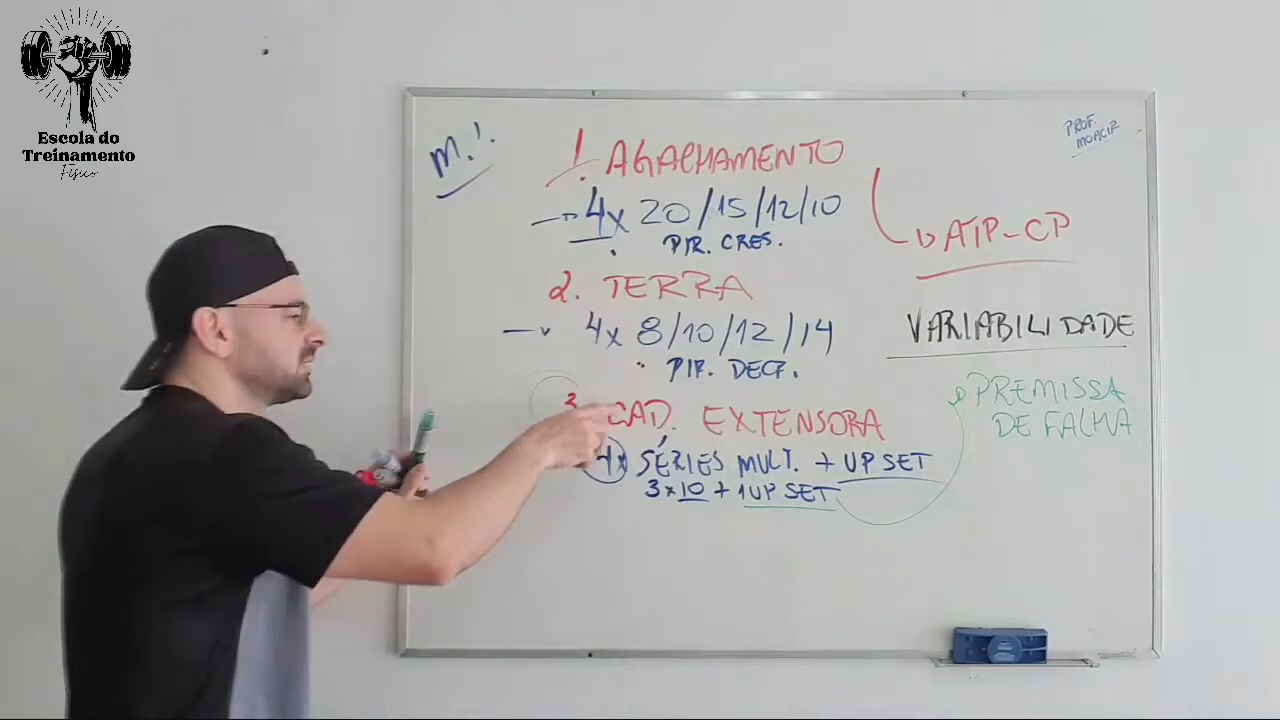 Escola do
Treinamento
Físico
PROF.
MOACIR
M.1.
1. AGACHAMENTO
→ 4x 20/15/12/10
PIR. CRES.
→ ATP-CP
2. TERRA
→ 4x 8/10/12/14
PIR. DECR.
VARIABILIDADE
PREMISSA
DE FALHA
3. CAD. EXTENSORA
4x SÉRIES MULT. + UP SET
3x10 + 1UP SET